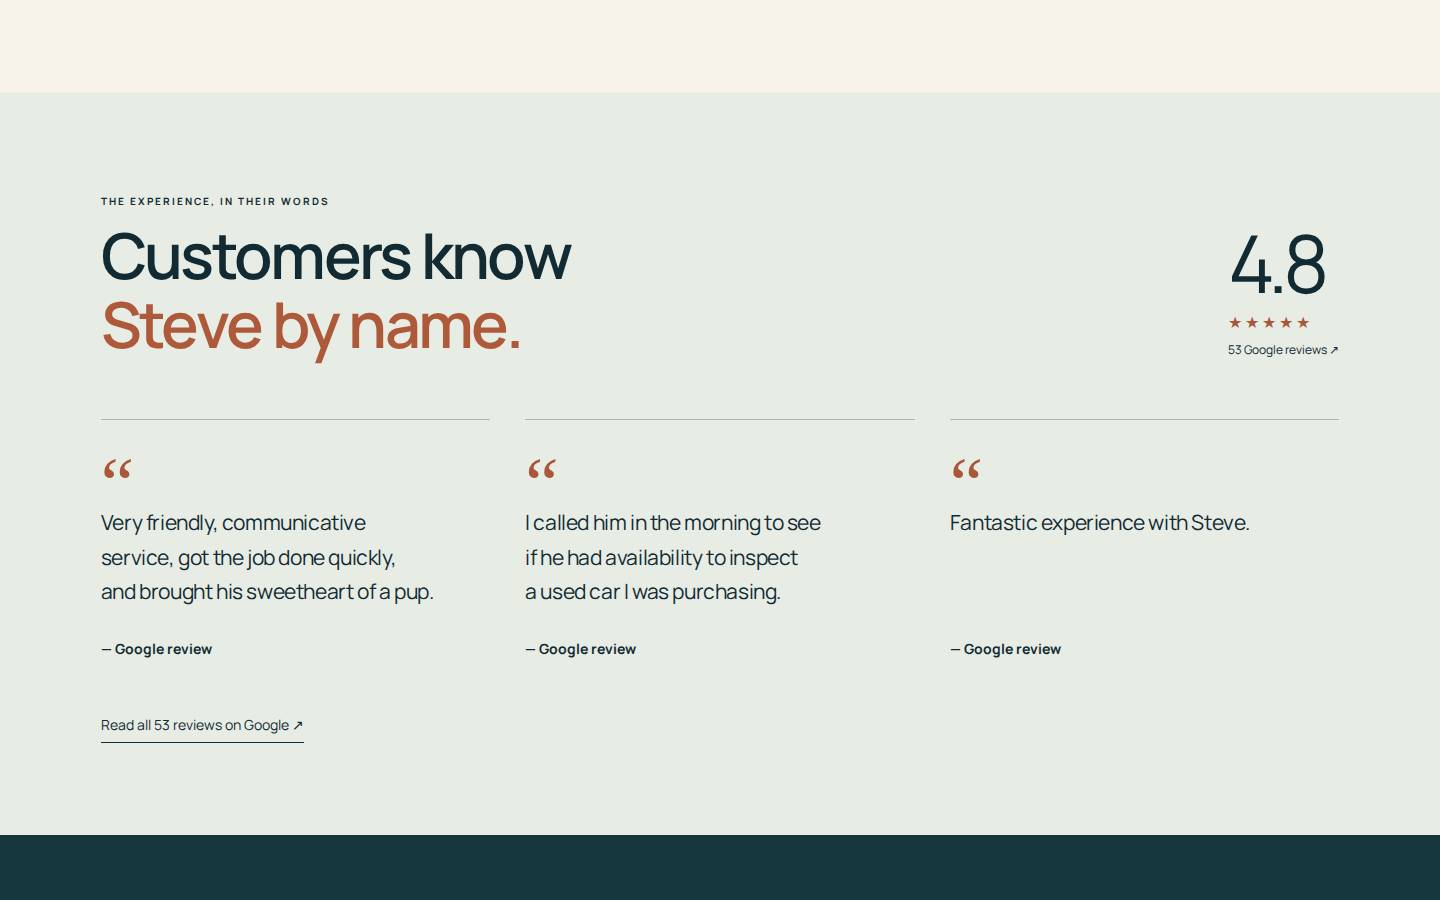 THE EXPERIENCE, IN THEIR WORDS
Customers know
Steve by name.
4.8
★★★★★
53 Google reviews ↗
“
Very friendly, communicative
service, got the job done quickly,
and brought his sweetheart of a pup.
— Google review
“
I called him in the morning to see
if he had availability to inspect
a used car I was purchasing.
— Google review
“
Fantastic experience with Steve.
— Google review
Read all 53 reviews on Google ↗